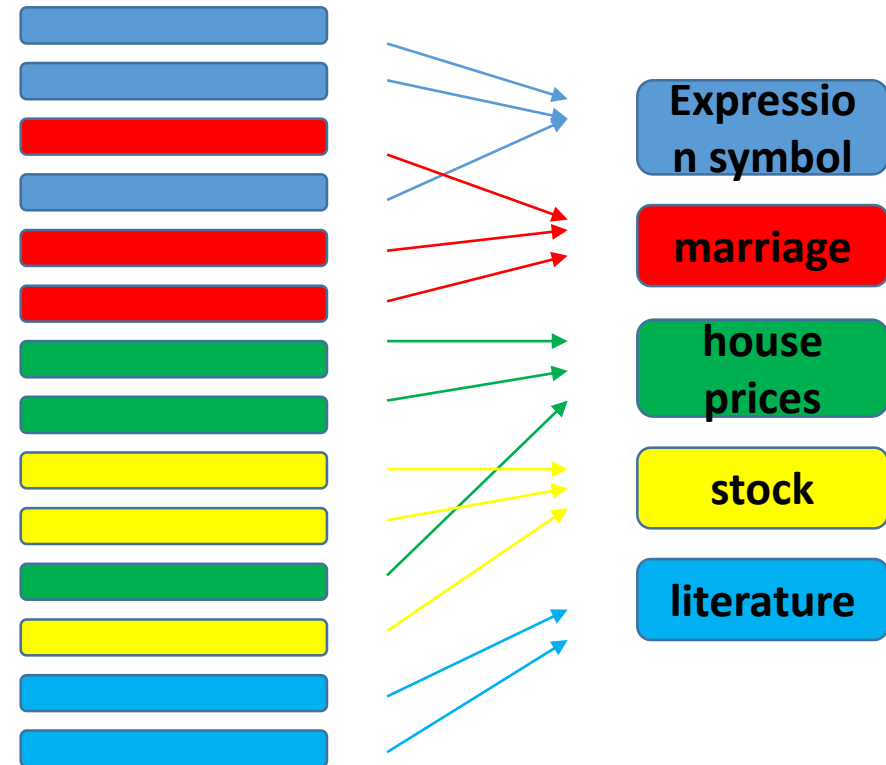 Expressio
n symbol
marriage
house
prices
stock
literature